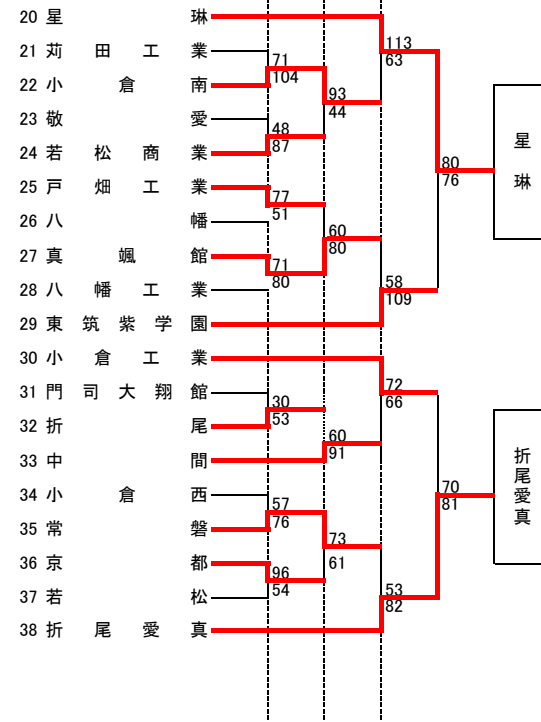 20 星琳
113
63
21 苅田工業
71
104
22 小倉南
93
44
23 敬愛
48
87
24 若松商業
80
76
星琳
25 戸畑工業
77
51
26 八幡
60
80
27 真颯館
71
80
28 八幡工業
58
109
29 東筑紫学園
30 小倉工業
72
66
31 門司大翔館
30
53
32 折尾
60
91
33 中間
70
81
折尾愛真
34 小倉西
57
76
35 常磐
73
61
36 京都
96
54
37 若松
53
82
38 折尾愛真